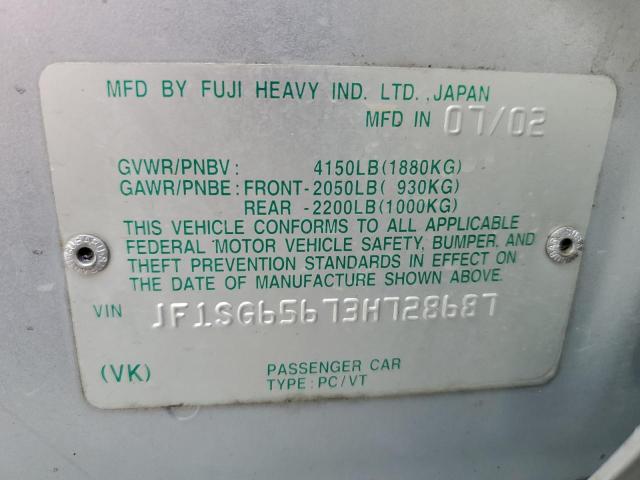 MFD BY FUJI HEAVY IND. LTD., JAPAN
MFD IN 07/02
GVWR/PNBV: 4150LB(1880KG)
GAWR/PNBE: FRONT-2050LB( 930KG)
REAR -2200LB(1000KG)
THIS VEHICLE CONFORMS TO ALL APPLICABLE
FEDERAL MOTOR VEHICLE SAFETY, BUMPER, AND
THEFT PREVENTION STANDARDS IN EFFECT ON
THE DATE OF MANUFACTURE SHOWN ABOVE.
VIN JF1SG65673H728687
(VK) PASSENGER CAR
TYPE: PC/VT